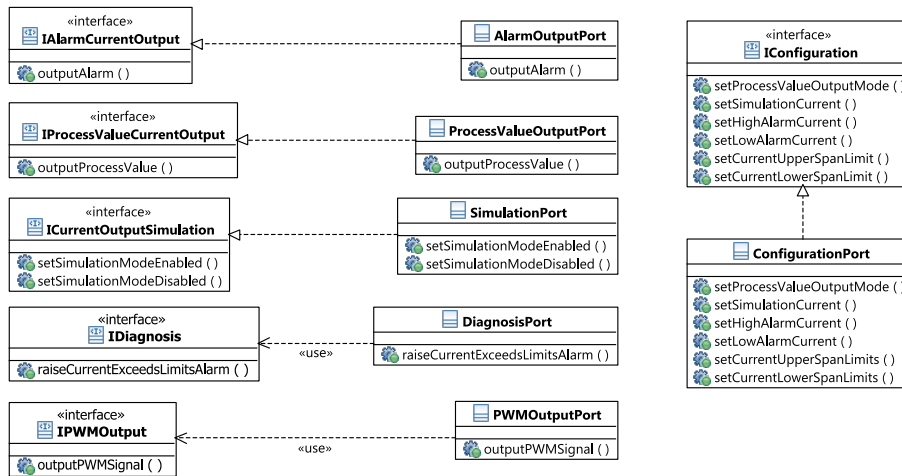 «interface»
IAlarmCurrentOutput
outputAlarm ( )
AlarmOutputPort
outputAlarm ( )
«interface»
IProcessValueCurrentOutput
outputProcessValue ( )
ProcessValueOutputPort
outputProcessValue ( )
«interface»
ICurrentOutputSimulation
setSimulationModeEnabled ( )
setSimulationModeDisabled ( )
SimulationPort
setSimulationModeEnabled ( )
setSimulationModeDisabled ( )
«interface»
IDiagnosis
raiseCurrentExceedsLimitsAlarm ( )
«use»
DiagnosisPort
raiseCurrentExceedsLimitsAlarm ( )
«interface»
IPWMOutput
outputPWMSignal ( )
«use»
PWMOutputPort
outputPWMSignal ( )
«interface»
IConfiguration
setProcessValueOutputMode ( )
setSimulationCurrent ( )
setHighAlarmCurrent ( )
setLowAlarmCurrent ( )
setCurrentUpperSpanLimit ( )
setCurrentLowerSpanLimit ( )
ConfigurationPort
setProcessValueOutputMode ( )
setSimulationCurrent ( )
setHighAlarmCurrent ( )
setLowAlarmCurrent ( )
setCurrentUpperSpanLimits ( )
setCurrentLowerSpanLimits ( )